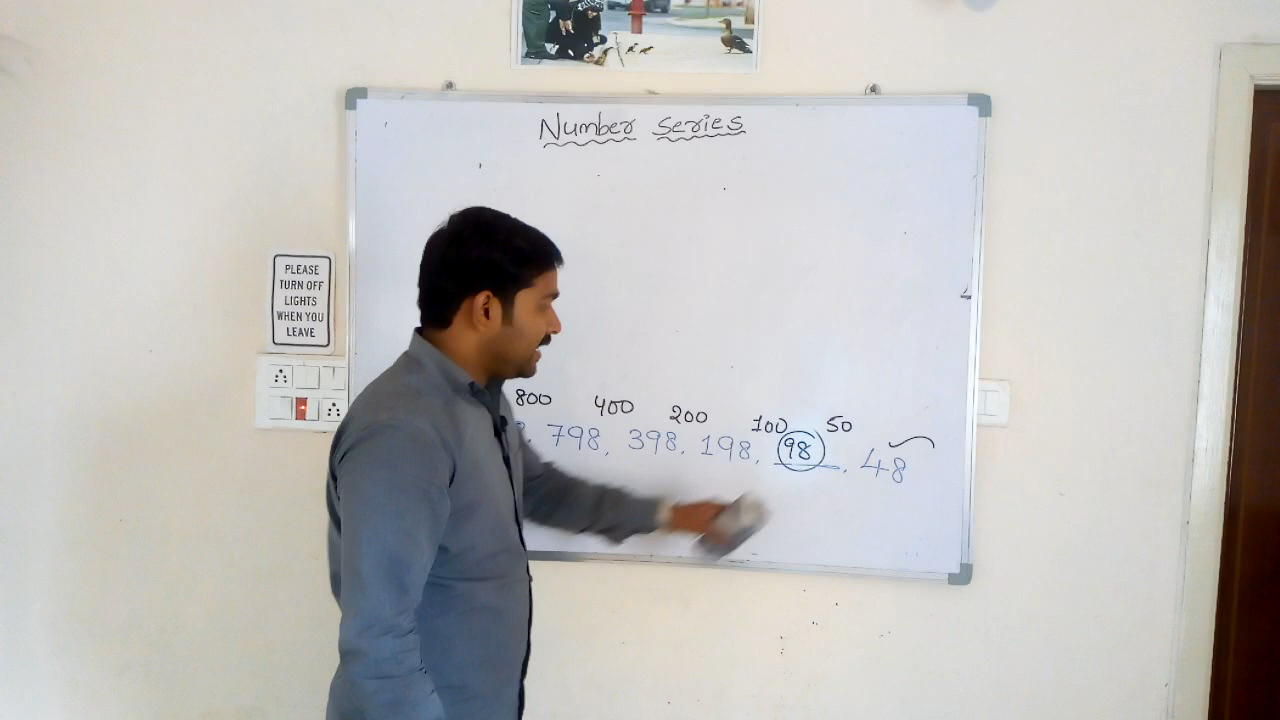 Number series
PLEASE
TURN OFF
LIGHTS
WHEN YOU
LEAVE
800 400 200 100 50
798, 398, 198, 98, 48